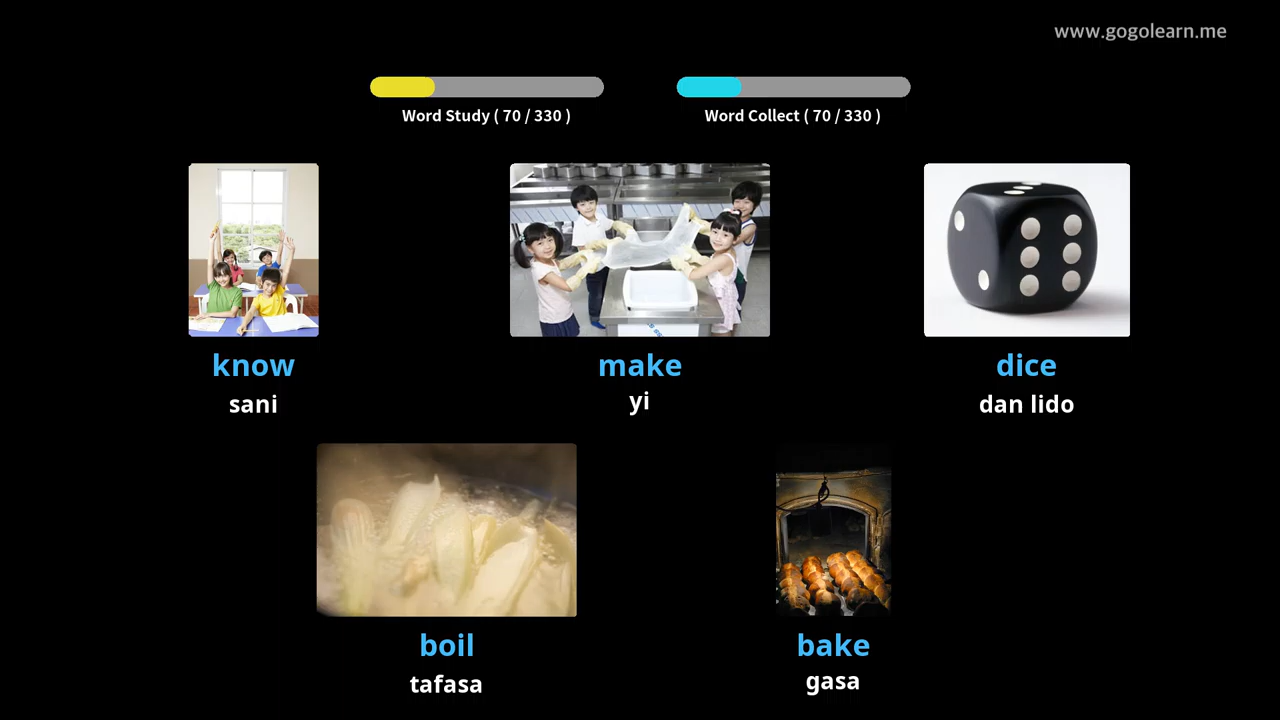 www.gogolearn.me
Word Study ( 70 / 330 )
Word Collect ( 70 / 330 )
know
sani
make
yi
dice
dan lido
boil
tafasa
bake
gasa